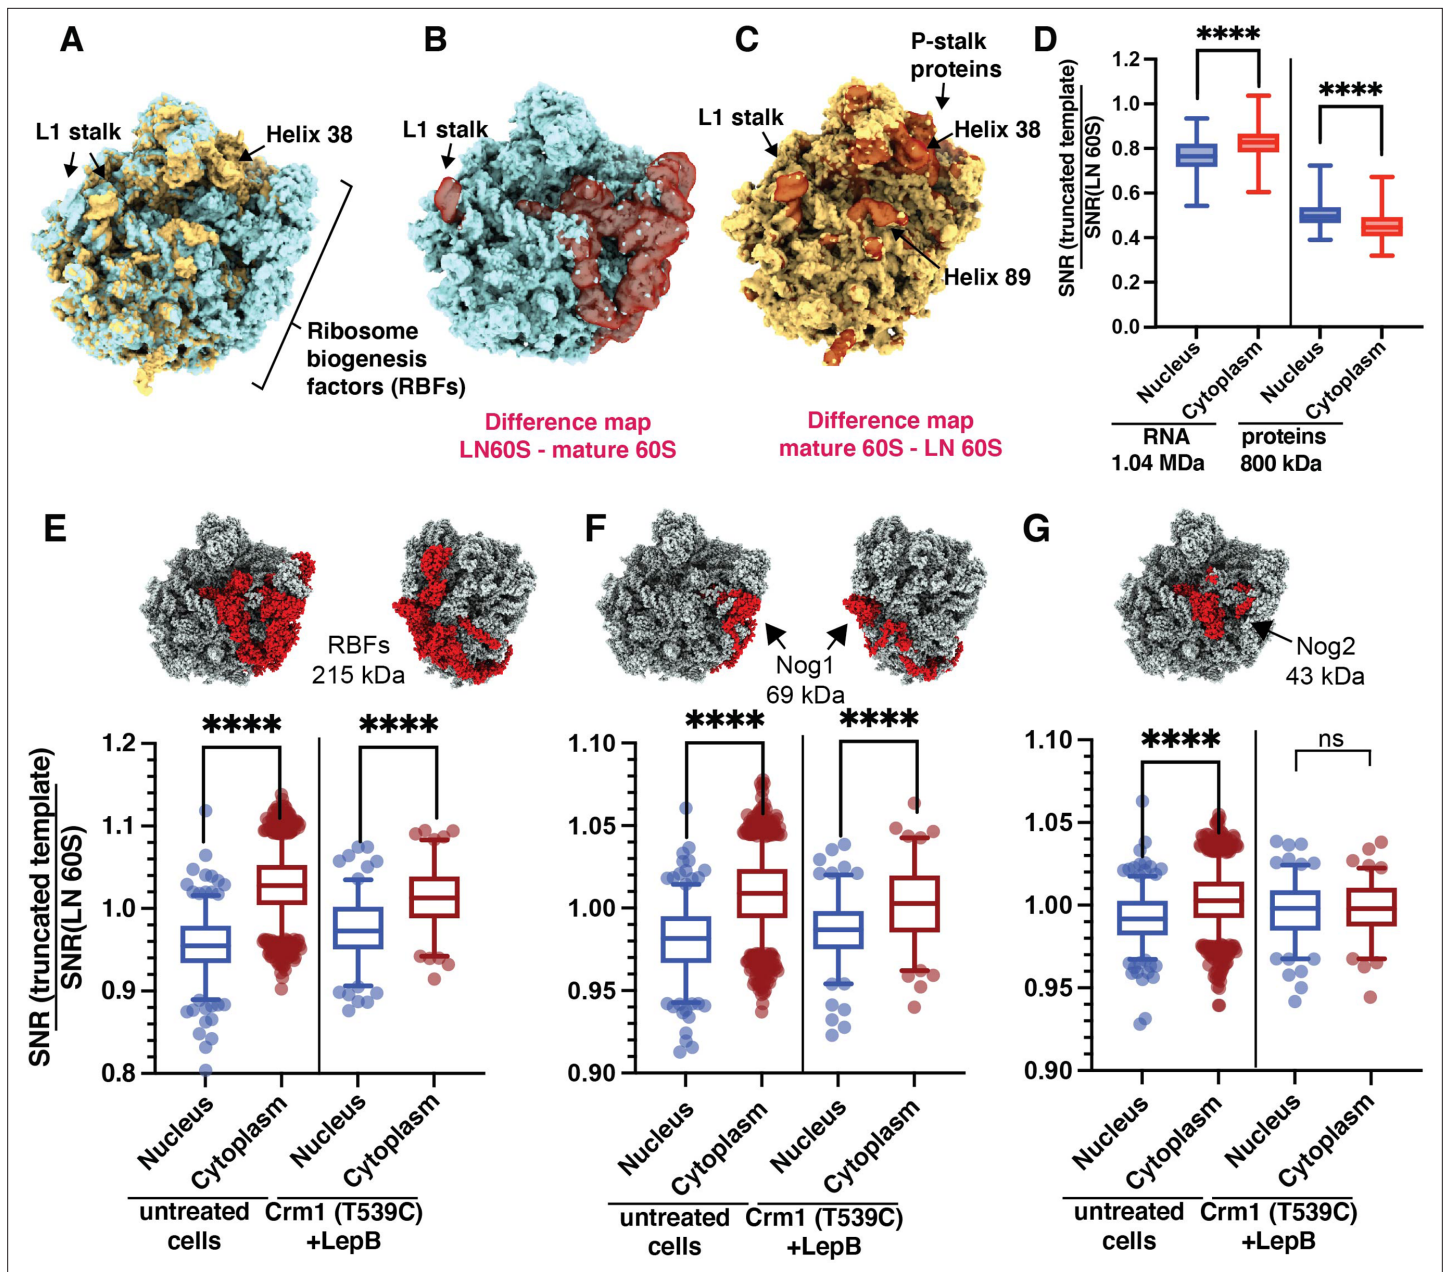 A
L1 stalk
Helix 38
Ribosome
biogenesis
factors (RBFs)
B
L1 stalk
Difference map
LN60S - mature 60S
C
P-stalk
proteins
L1 stalk
Helix 38
Helix 89
Difference map
mature 60S - LN 60S
D
SNR (truncated template)
SNR(LN 60S)
1.2
1.0
0.8
0.6
0.4
0.2
0.0
****
****
Nucleus
Cytoplasm
Nucleus
Cytoplasm
RNA
1.04 MDa
proteins
800 kDa
E
RBFs
215 kDa
SNR (truncated template)
SNR(LN 60S)
1.2
1.1
1.0
0.9
0.8
****
****
Nucleus
Cytoplasm
Nucleus
Cytoplasm
untreated
cells
Crm1 (T539C)
+LepB
F
Nog1
69 kDa
1.10
1.05
1.00
0.95
0.90
****
****
Nucleus
Cytoplasm
Nucleus
Cytoplasm
untreated
cells
Crm1 (T539C)
+LepB
G
Nog2
43 kDa
1.10
1.05
1.00
0.95
0.90
****
ns
Nucleus
Cytoplasm
Nucleus
Cytoplasm
untreated
cells
Crm1 (T539C)
+LepB